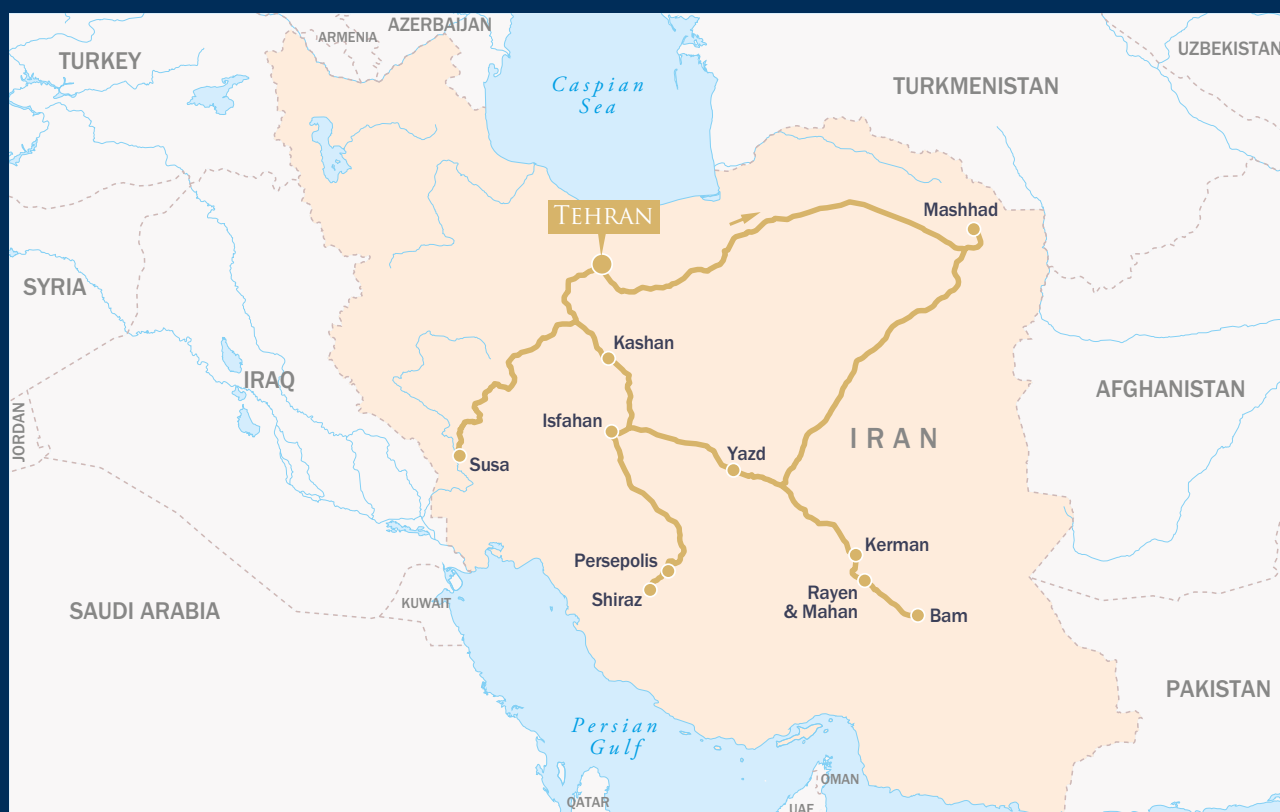 AZERBAIJAN
ARMENIA
TURKEY
UZBEKISTAN
Caspian
Sea
TURKMENISTAN
TEHRAN
Mashhad
SYRIA
Kashan
IRAQ
AFGHANISTAN
JORDAN
Isfahan
IRAN
Yazd
Susa
Kerman
Persepolis
Rayen
& Mahan
Shiraz
KUWAIT
SAUDI ARABIA
Bam
PAKISTAN
Persian
Gulf
OMAN
QATAR
UAE